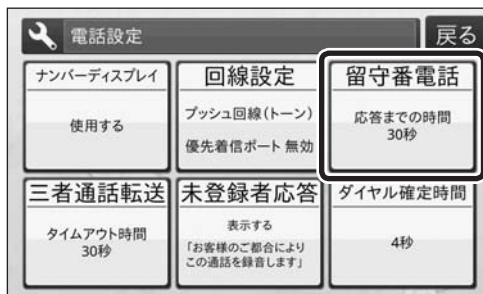 電話設定
戻る
ナンバーディスプレイ
使用する
回線設定
プッシュ回線(トーン)
優先着信ポート 無効
留守番電話
応答までの時間
30秒
三者通話転送
タイムアウト時間
30秒
未登録者応答
表示する
「お客様のご都合により
この通話を録音します」
ダイヤル確定時間
4秒